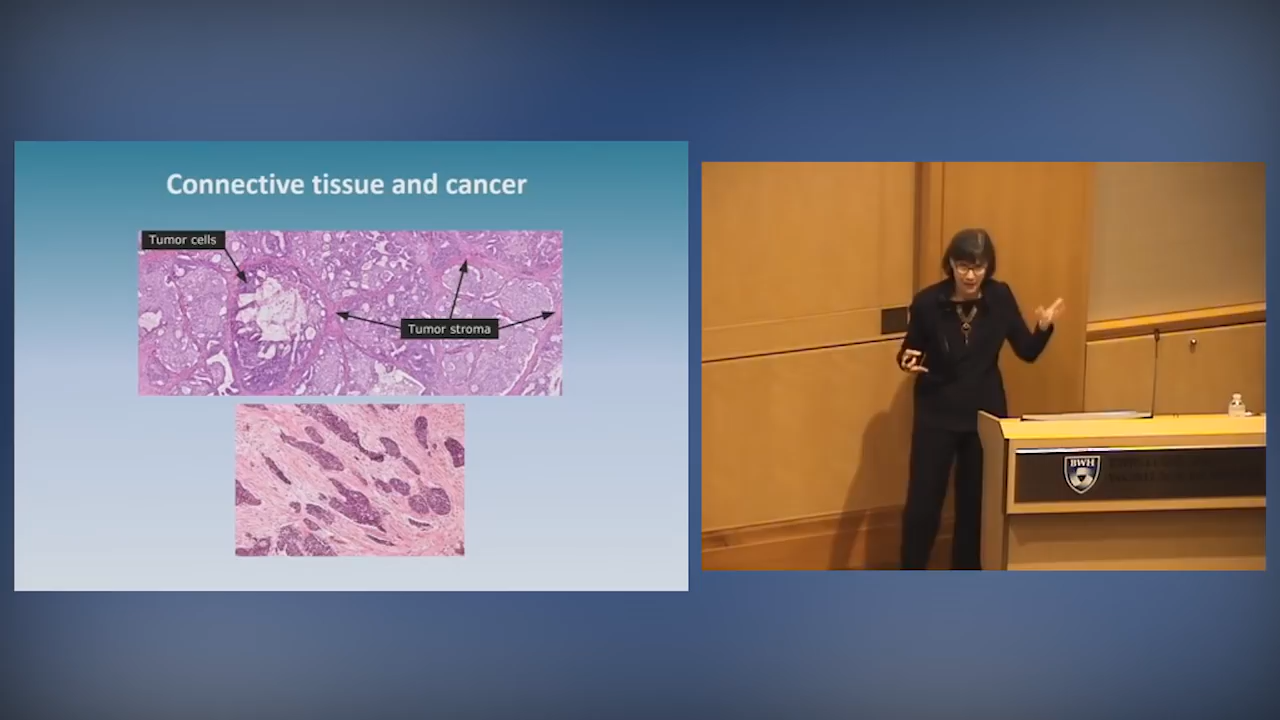 Connective tissue and cancer
Tumor cells
Tumor stroma
BWH